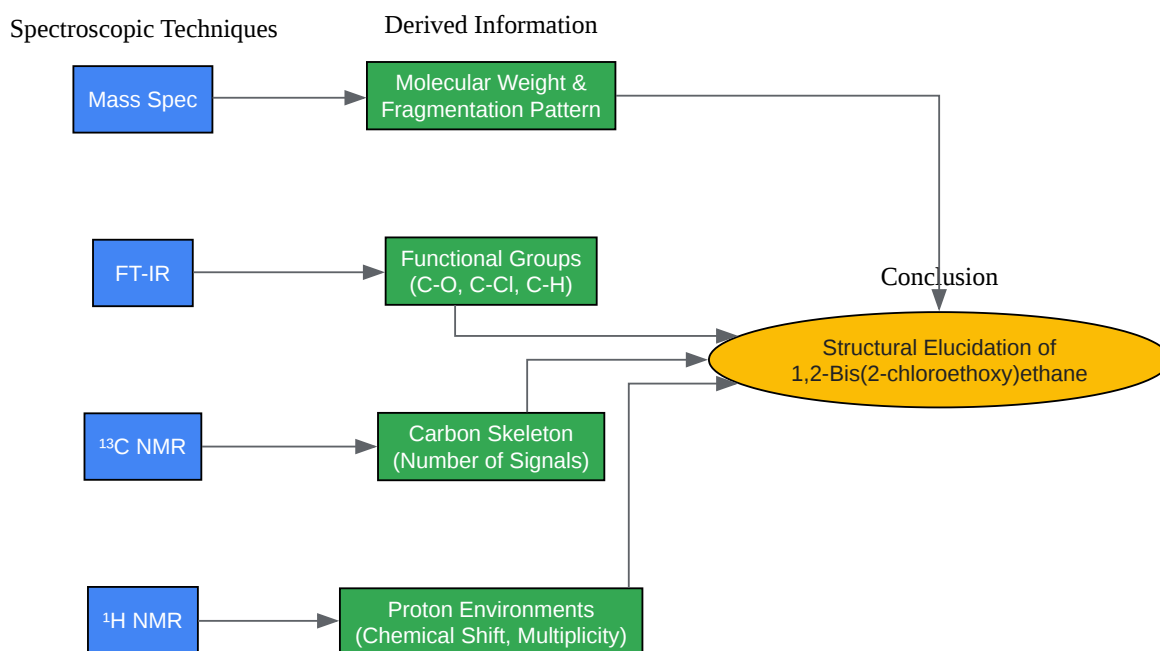 Spectroscopic Techniques
Derived Information
Mass Spec
Molecular Weight &
Fragmentation Pattern
FT-IR
Functional Groups
(C-O, C-Cl, C-H)
Conclusion
Structural Elucidation of
1,2-Bis(2-chloroethoxy)ethane
¹³C NMR
Carbon Skeleton
(Number of Signals)
¹H NMR
Proton Environments
(Chemical Shift, Multiplicity)